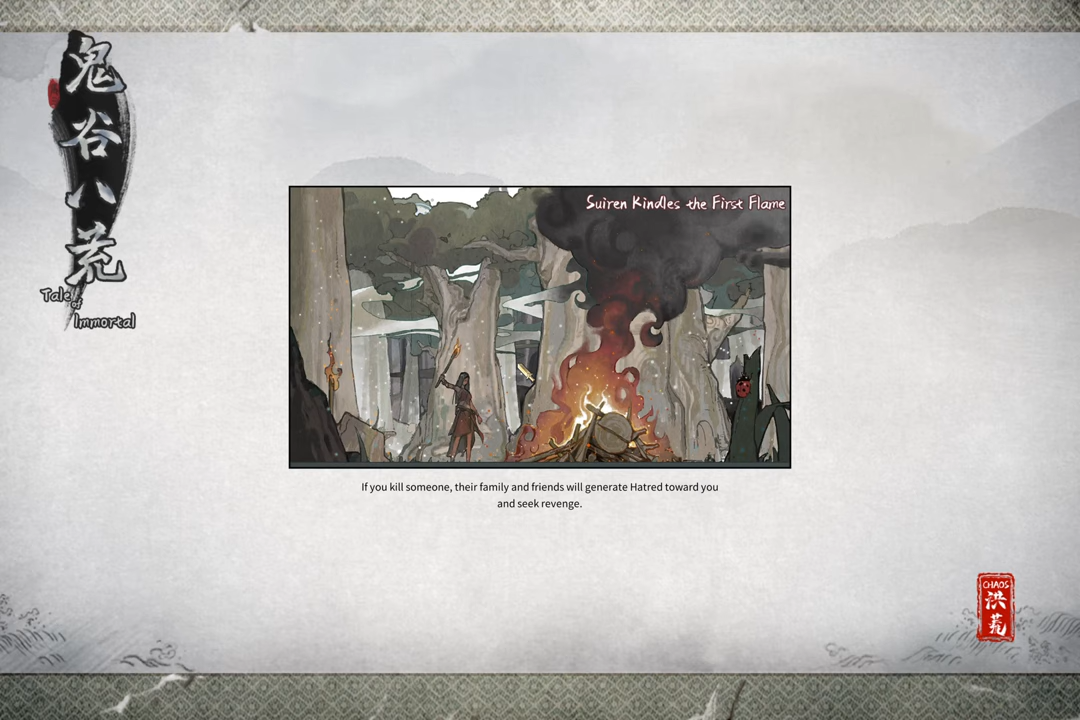 鬼
谷
八
荒
Tale
of
Immortal
Suiren Kindles the First Flame
If you kill someone, their family and friends will generate Hatred toward you
and seek revenge.
CHAOS
洪
荒